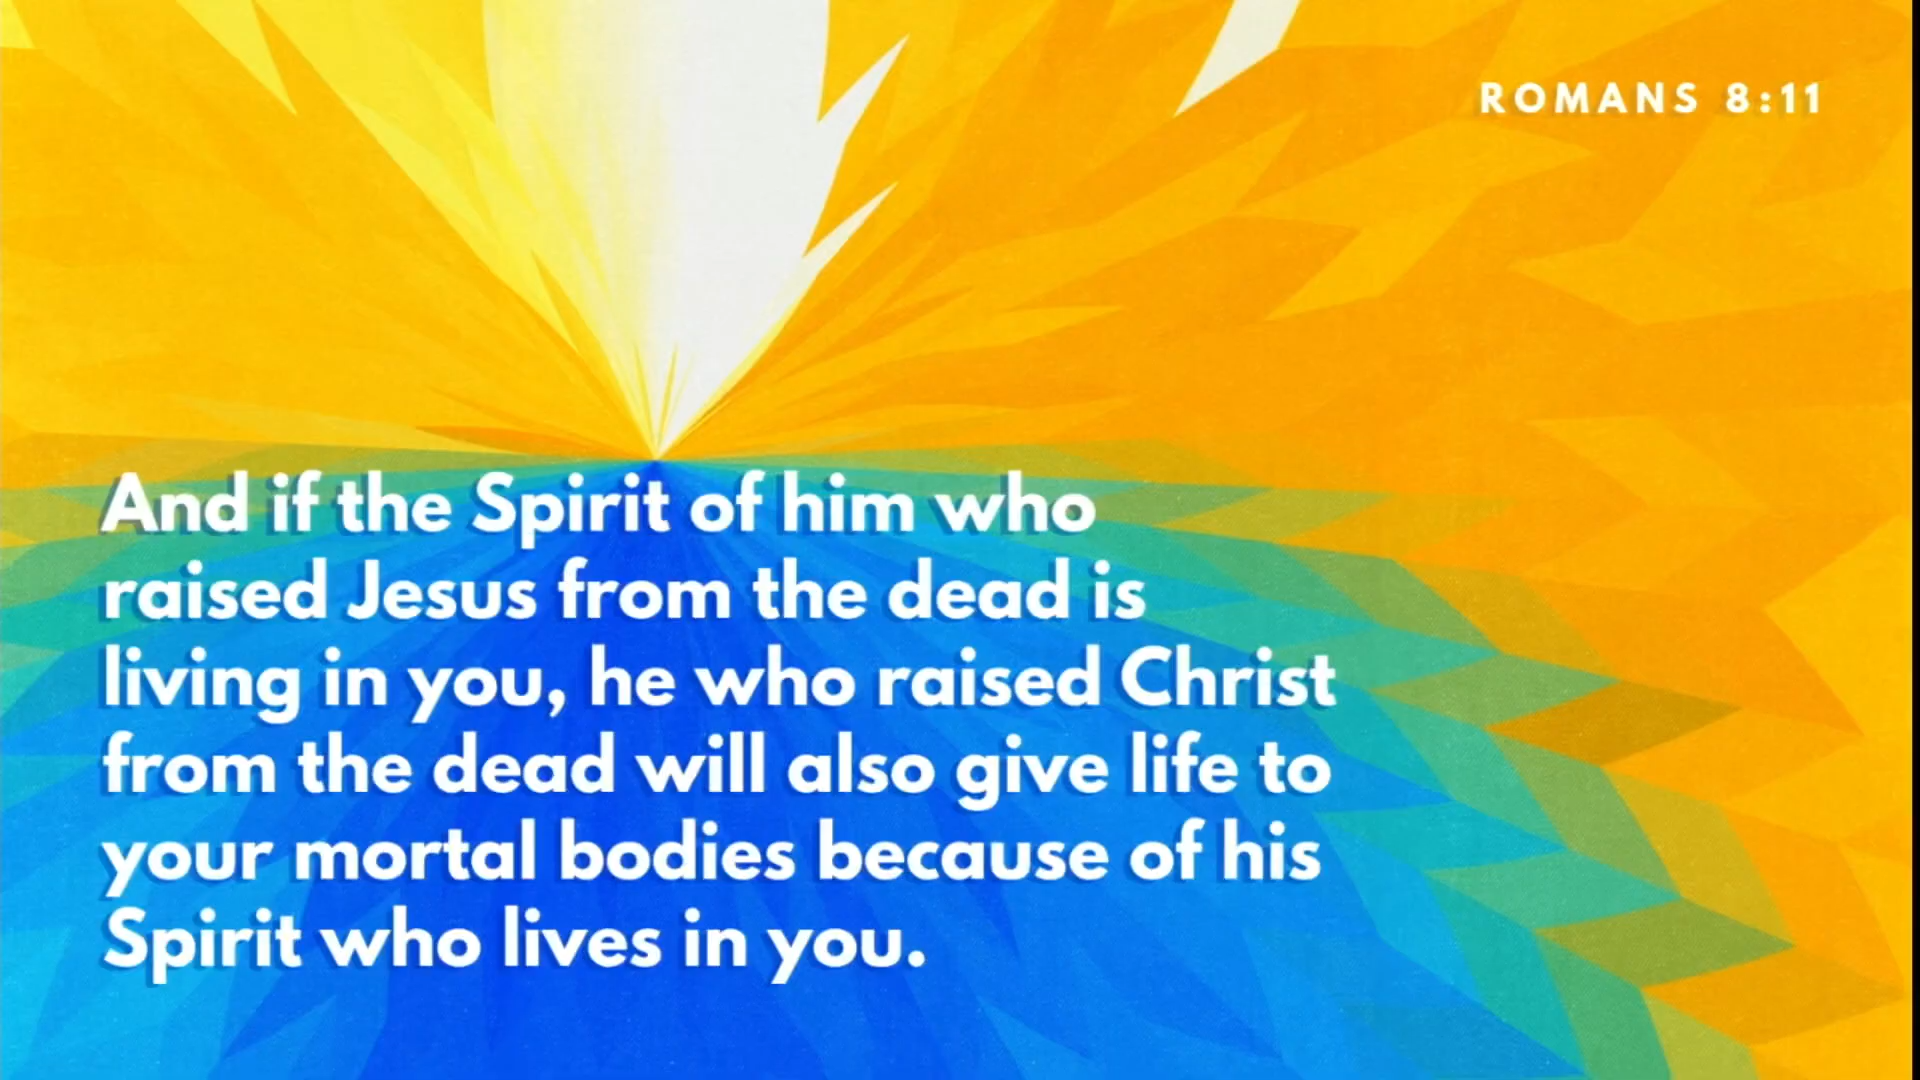 ROMANS 8:11
And if the Spirit of him who
raised Jesus from the dead is
living in you, he who raised Christ
from the dead will also give life to
your mortal bodies because of his
Spirit who lives in you.